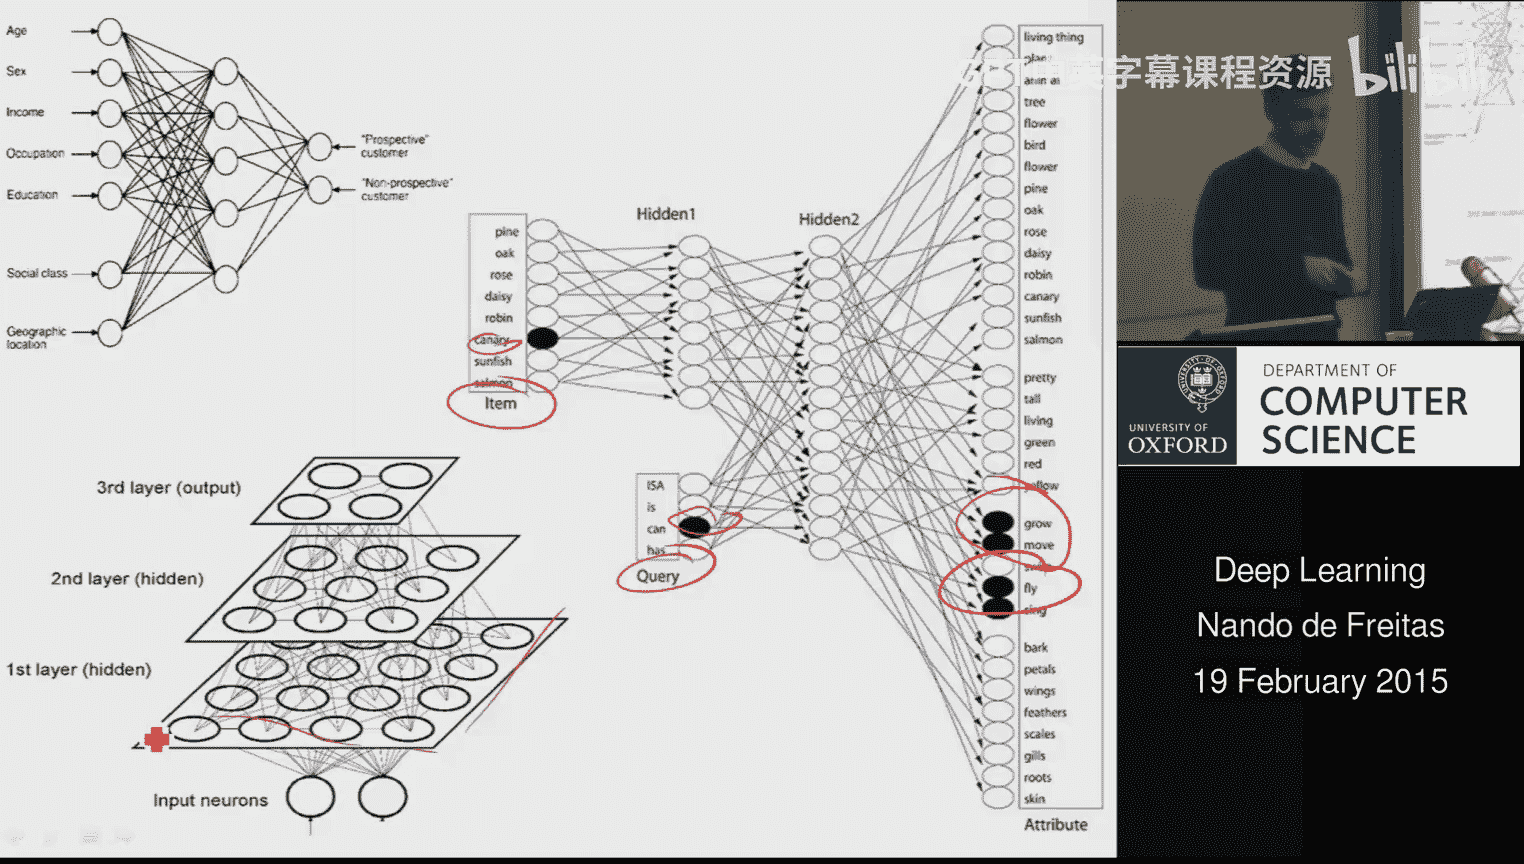 Age
Sex
Income
Occupation
Education
Social class
Geographic
location
"Prospective"
customer
"Non-prospective"
customer
3rd layer (output)
2nd layer (hidden)
1st layer (hidden)
Input neurons
pine
oak
rose
daisy
robin
canary
sunfish
salmon
Item
Hidden1
Hidden2
ISA
is
can
has
Query
living thing
animal
tree
flower
bird
flower
pine
oak
rose
daisy
robin
canary
sunfish
salmon
pretty
tall
living
green
red
yellow
grow
move
fly
sing
bark
petals
wings
feathers
scales
gills
roots
skin
Attribute
字幕课程资源
UNIVERSITY OF
OXFORD
DEPARTMENT OF
COMPUTER
SCIENCE
Deep Learning
Nando de Freitas
19 February 2015